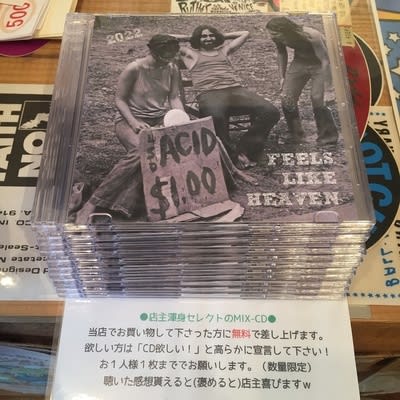 50C
2022
ACID
$1.00
FEELS
LIKE
HEAVEN
AITH
NO
●店主渾身セレクトのMIX-CD●
当店でお買い物して下さった方に無料で差し上げます。
欲しい方は「CD欲しい！」と高らかに宣言して下さい！
お１人様１枚まででお願いします。（数量限定）
聴いた感想貰えると(褒めると)店主喜びますｗ